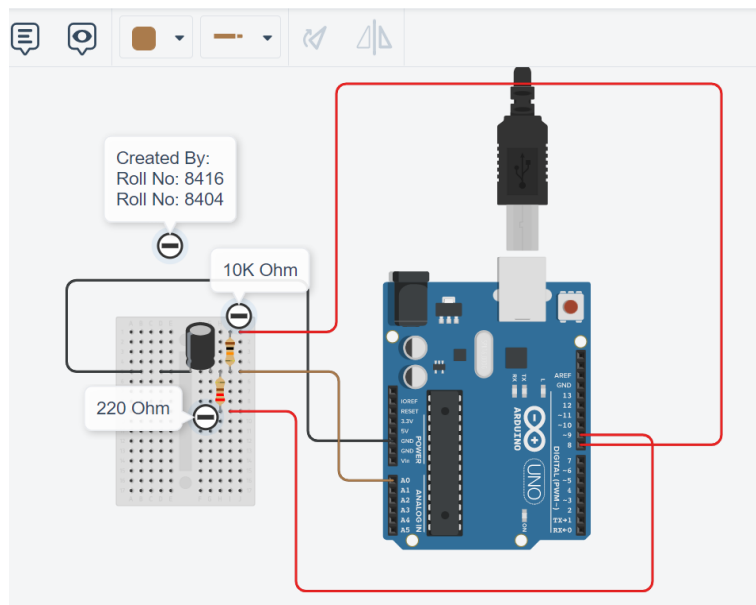 Created By:
Roll No: 8416
Roll No: 8404
10K Ohm
220 Ohm
IOREF
RESET
3.3V
5V
GND
GND
Vin
POWER
A0
A1
A2
A3
A4
A5
ANALOG IN
RX
TX
L
ARDUINO
UNO
ON
AREF
GND
13
12
~11
~10
~9
8
DIGITAL (PWM~)
7
~6
~5
4
~3
2
TX→1
RX←0